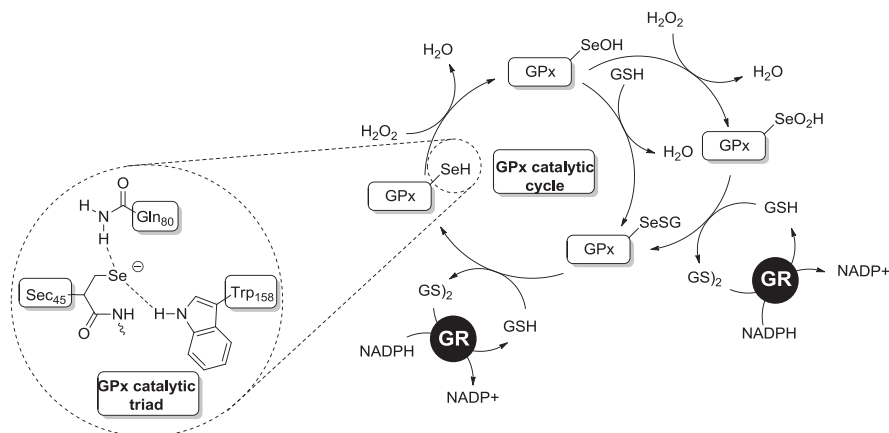 H2O2
SeOH
H2O
GPx
GSH
H2O
H2O2
SeO2H
GPx
H2O
SeH
GPx
GPx catalytic
cycle
O
N
H
H
Gln80
SeSG
GPx
GSH
Se
⊖
Sec45
O
NH
H
N
Trp158
GS)2
GS)2
GR
NADP+
GSH
NADPH
NADPH
GR
NADP+
GPx catalytic
triad